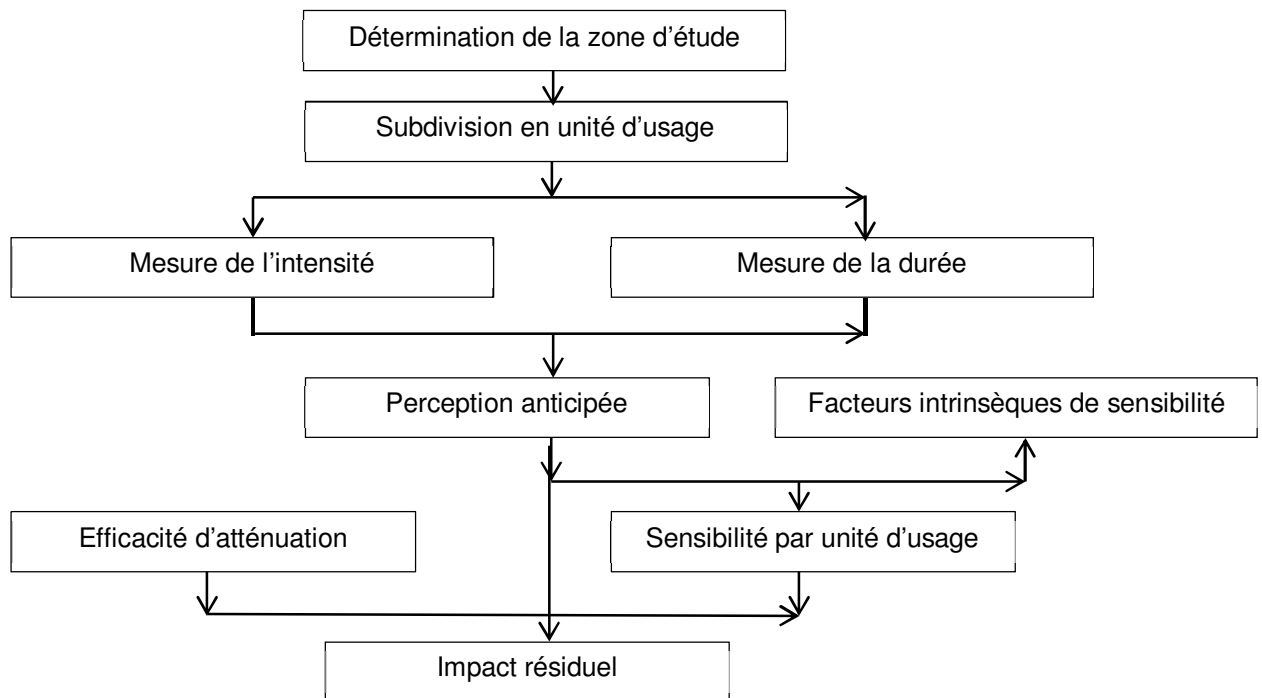 Détermination de la zone d’étude
Subdivision en unité d’usage
Mesure de l’intensité
Mesure de la durée
Perception anticipée
Facteurs intrinsèques de sensibilité
Efficacité d’atténuation
Sensibilité par unité d’usage
Impact résiduel